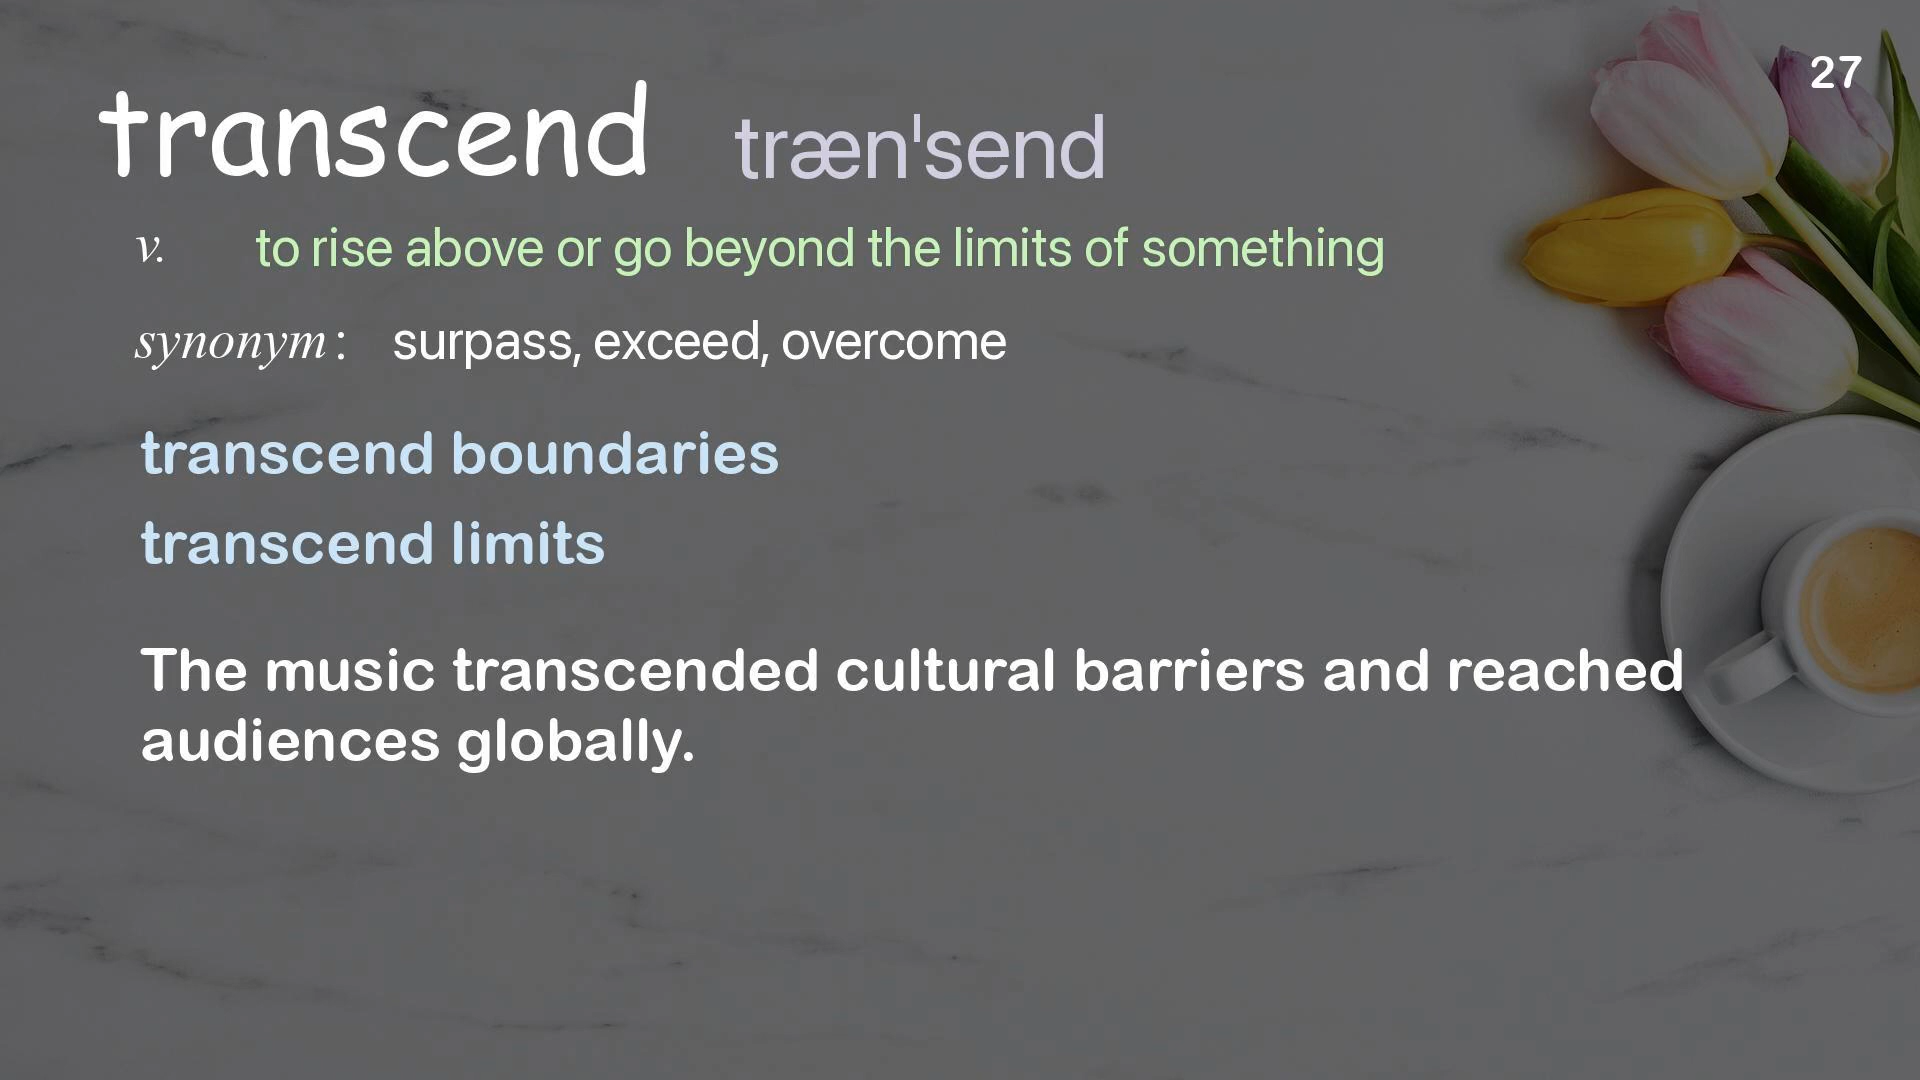 27
transcend træn'send
v. to rise above or go beyond the limits of something
synonym : surpass, exceed, overcome
transcend boundaries
transcend limits
The music transcended cultural barriers and reached
audiences globally.